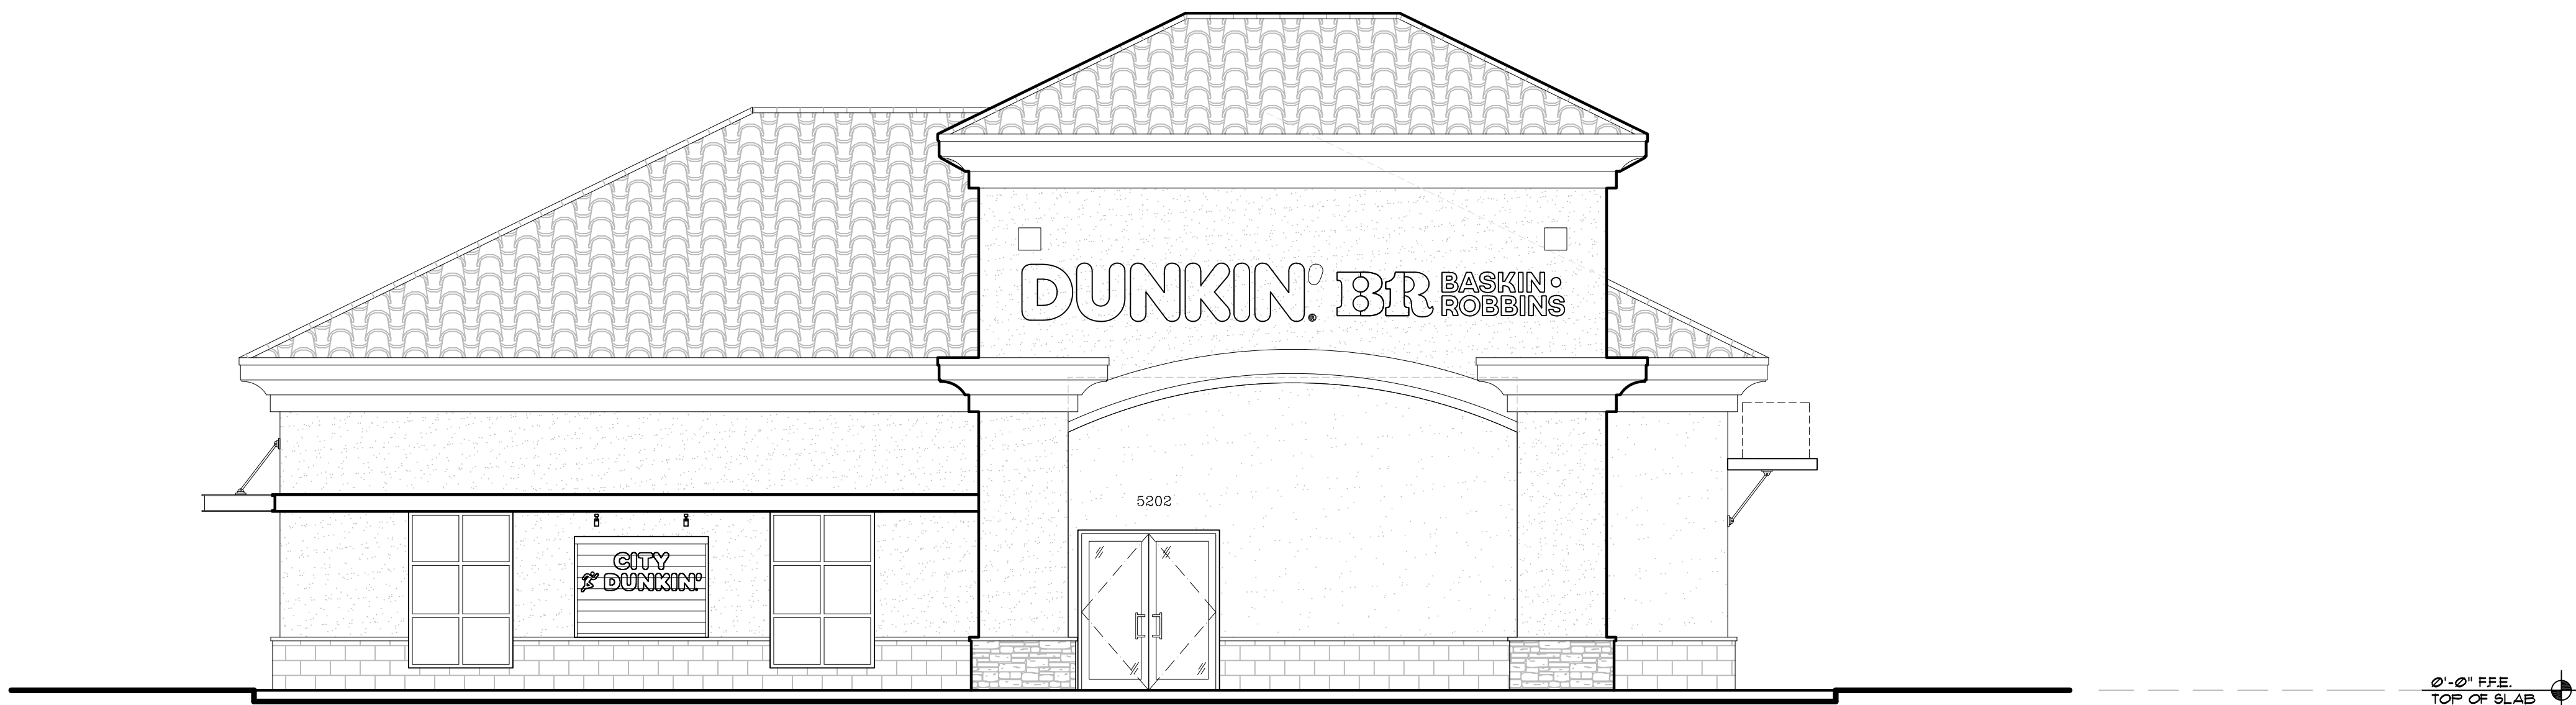 DUNKIN'® BR BASKIN•
ROBBINS
5202
CITY
DUNKIN'
0'-0" F.F.E.
TOP OF SLAB